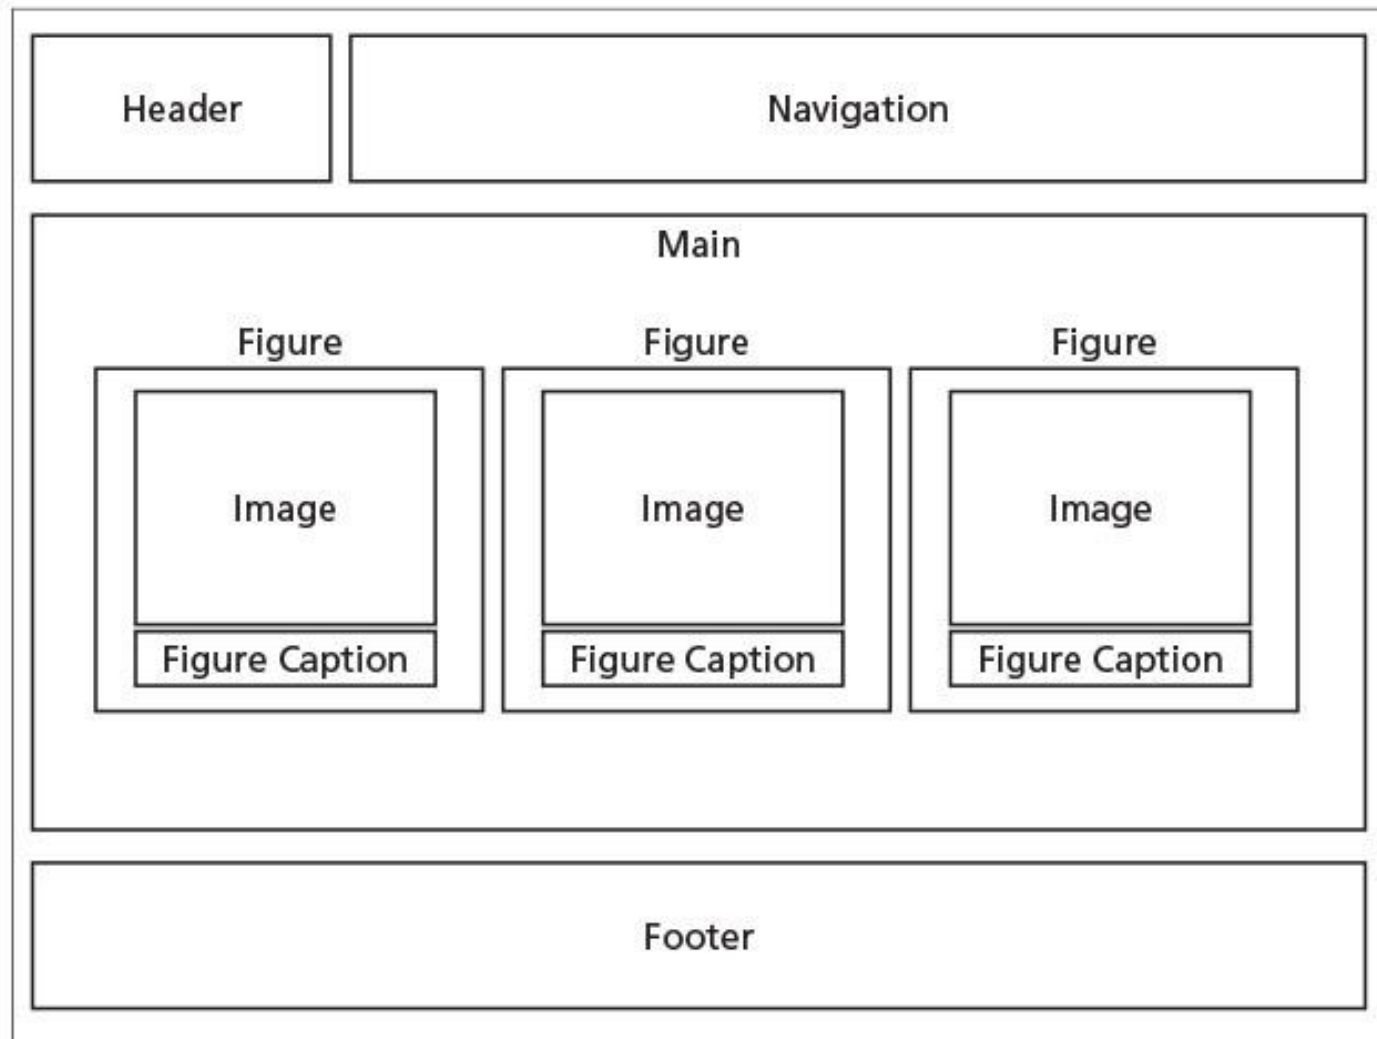 Header
Navigation
Main
Figure
Figure
Figure
Image
Image
Image
Figure Caption
Figure Caption
Figure Caption
Footer